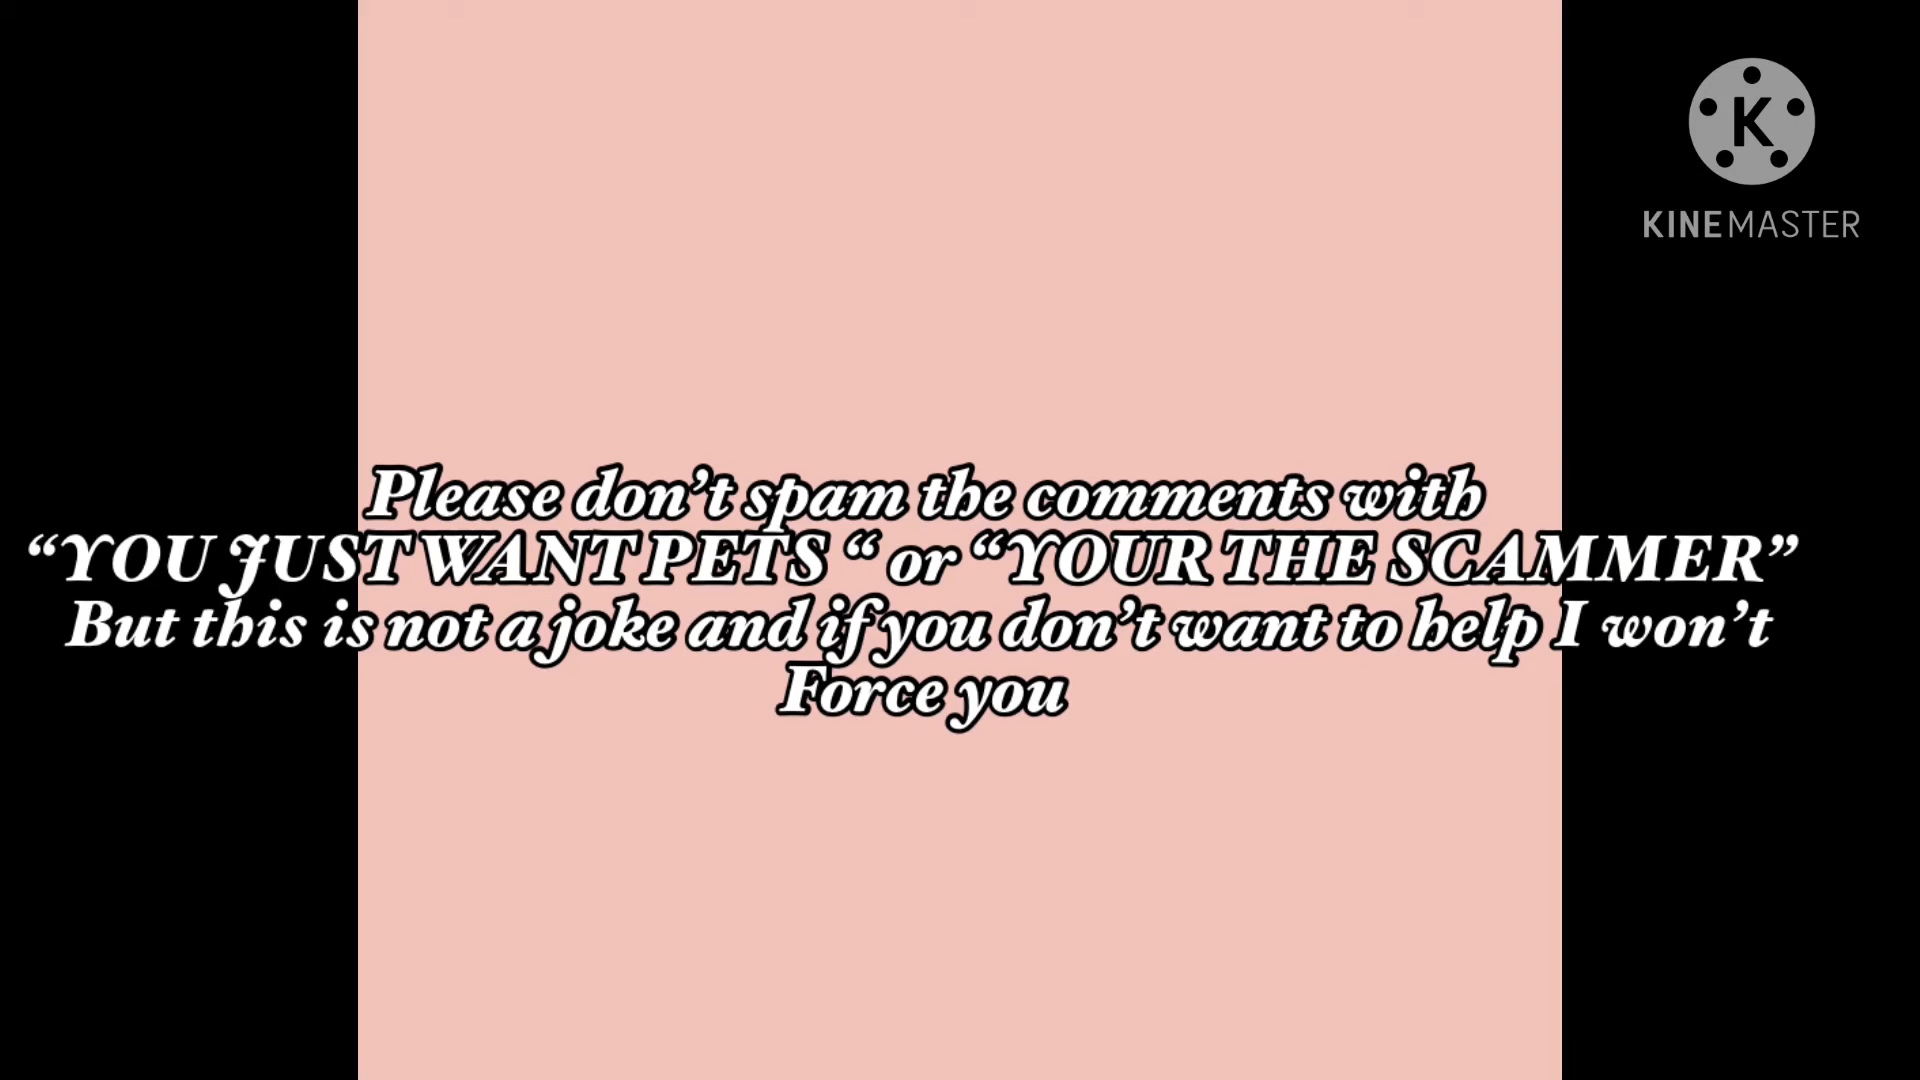 K
KINEMASTER
Please don’t spam the comments with
“YOU JUST WANT PETS “ or “YOUR THE SCAMMER”
But this is not a joke and if you don’t want to help I won’t
Force you